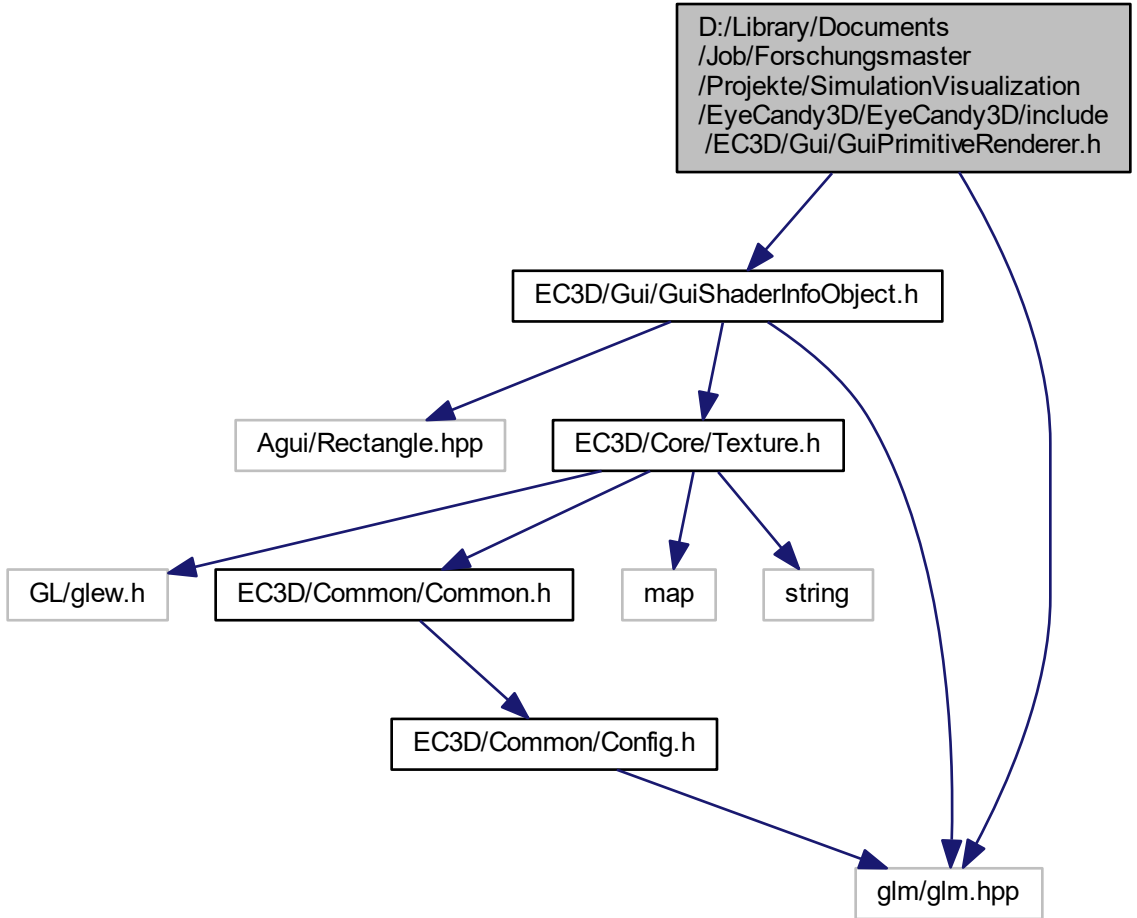 D:/Library/Documents
/Job/Forschungsmaster
/Projekte/SimulationVisualization
/EyeCandy3D/EyeCandy3D/include
/EC3D/Gui/GuiPrimitiveRenderer.h
EC3D/Gui/GuiShaderInfoObject.h
Agui/Rectangle.hpp
EC3D/Core/Texture.h
GL/glew.h
EC3D/Common/Common.h
map
string
EC3D/Common/Config.h
glm/glm.hpp